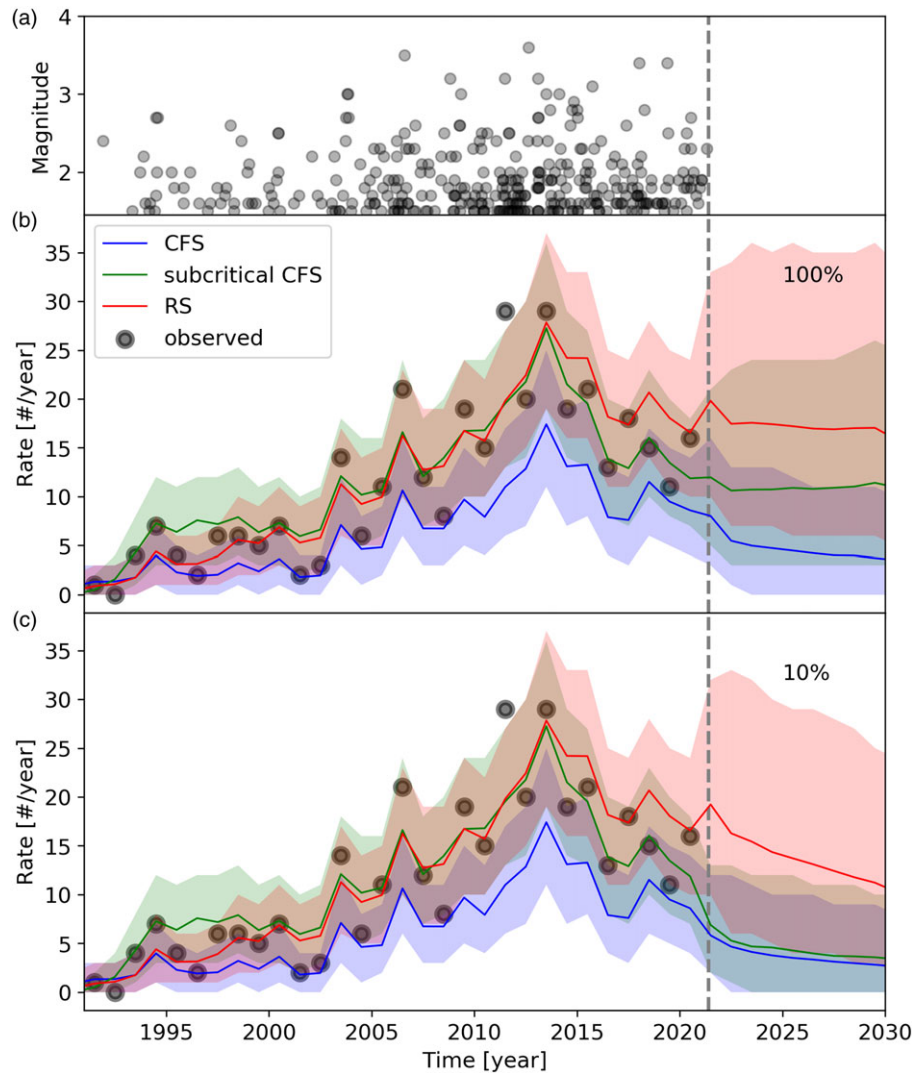 (a)
4
3
2
Magnitude
(b)
35
30
25
20
15
10
5
0
Rate [#/year]
CFS
subcritical CFS
RS
observed
100%
(c)
35
30
25
20
15
10
5
0
Rate [#/year]
10%
1995 2000 2005 2010 2015 2020 2025 2030
Time [year]